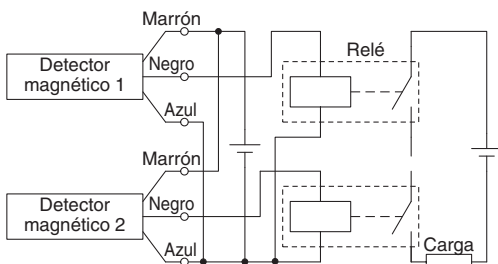 Marrón
Detector
magnético 1
Negro
Azul
Relé
Marrón
Detector
magnético 2
Negro
Azul
Carga